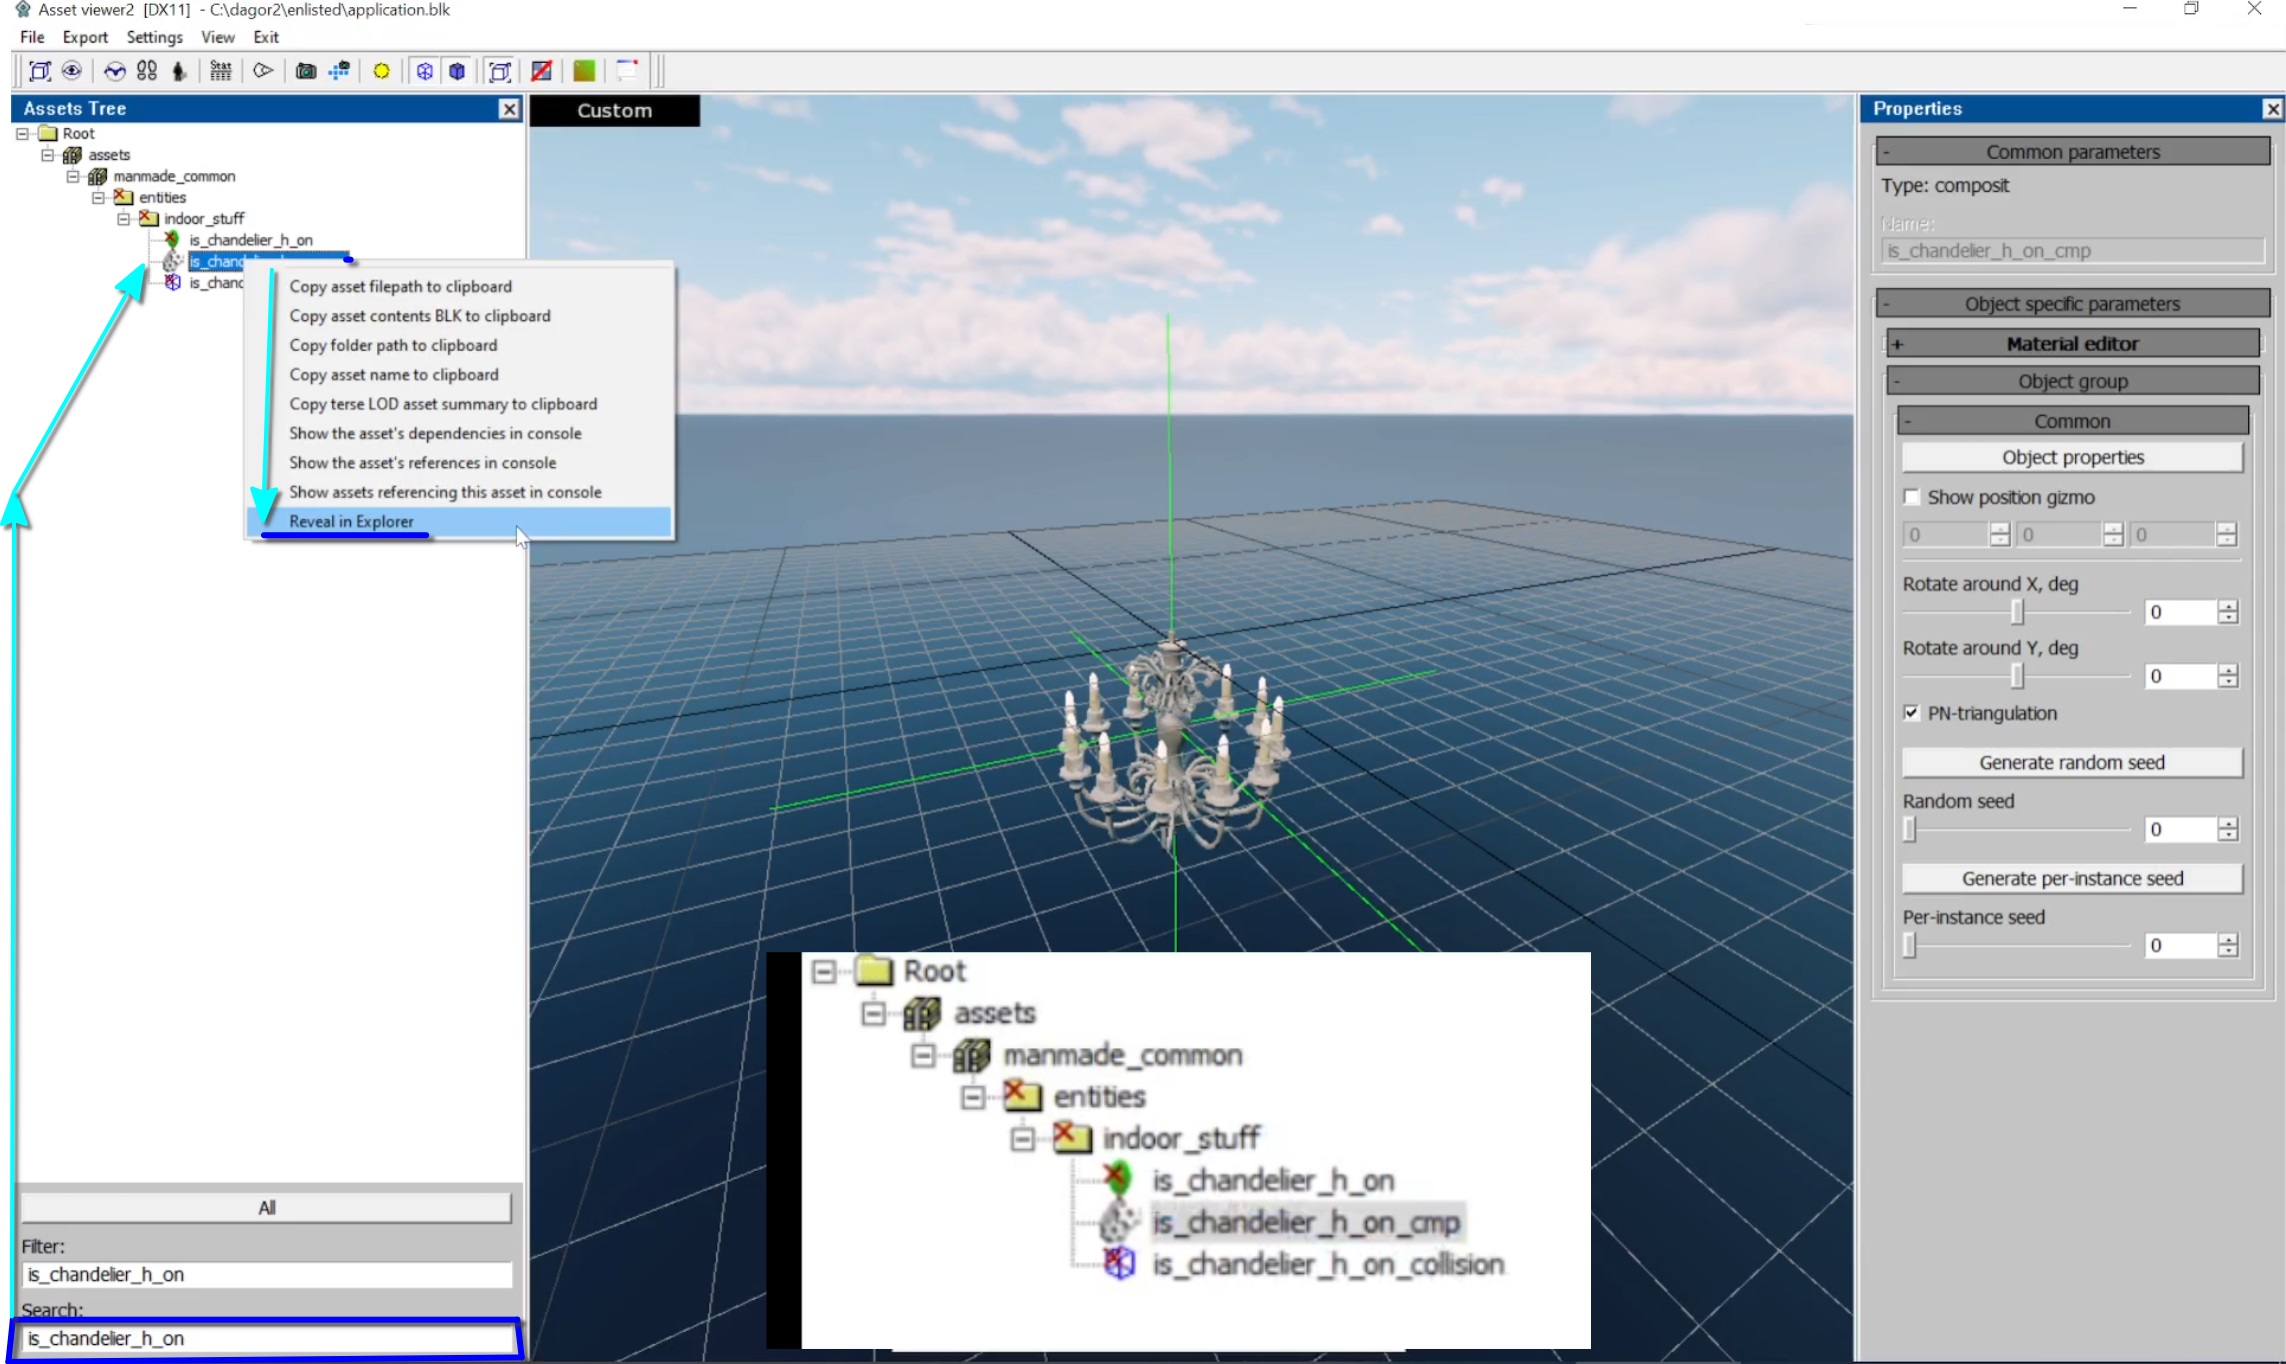 Asset viewer2 [DX11] - C:\dagor2\enlisted\application.blk
File Export Settings View Exit
Stat
Assets Tree
Root
assets
manmade_common
entities
indoor_stuff
is_chandelier_h_on
is_chand
is_chanc
Copy asset filepath to clipboard
Copy asset contents BLK to clipboard
Copy folder path to clipboard
Copy asset name to clipboard
Copy terse LOD asset summary to clipboard
Show the asset's dependencies in console
Show the asset's references in console
Show assets referencing this asset in console
Reveal in Explorer
All
Filter:
is_chandelier_h_on
Search:
is_chandelier_h_on
Custom
Root
assets
manmade_common
entities
indoor_stuff
is_chandelier_h_on
is_chandelier_h_on_cmp
is_chandelier_h_on_collision
Properties
- Common parameters
Type: composit
Name:
is_chandelier_h_on_cmp
- Object specific parameters
+ Material editor
- Object group
- Common
Object properties
Show position gizmo
0 0 0
Rotate around X, deg
0
Rotate around Y, deg
0
PN-triangulation
Generate random seed
Random seed
0
Generate per-instance seed
Per-instance seed
0